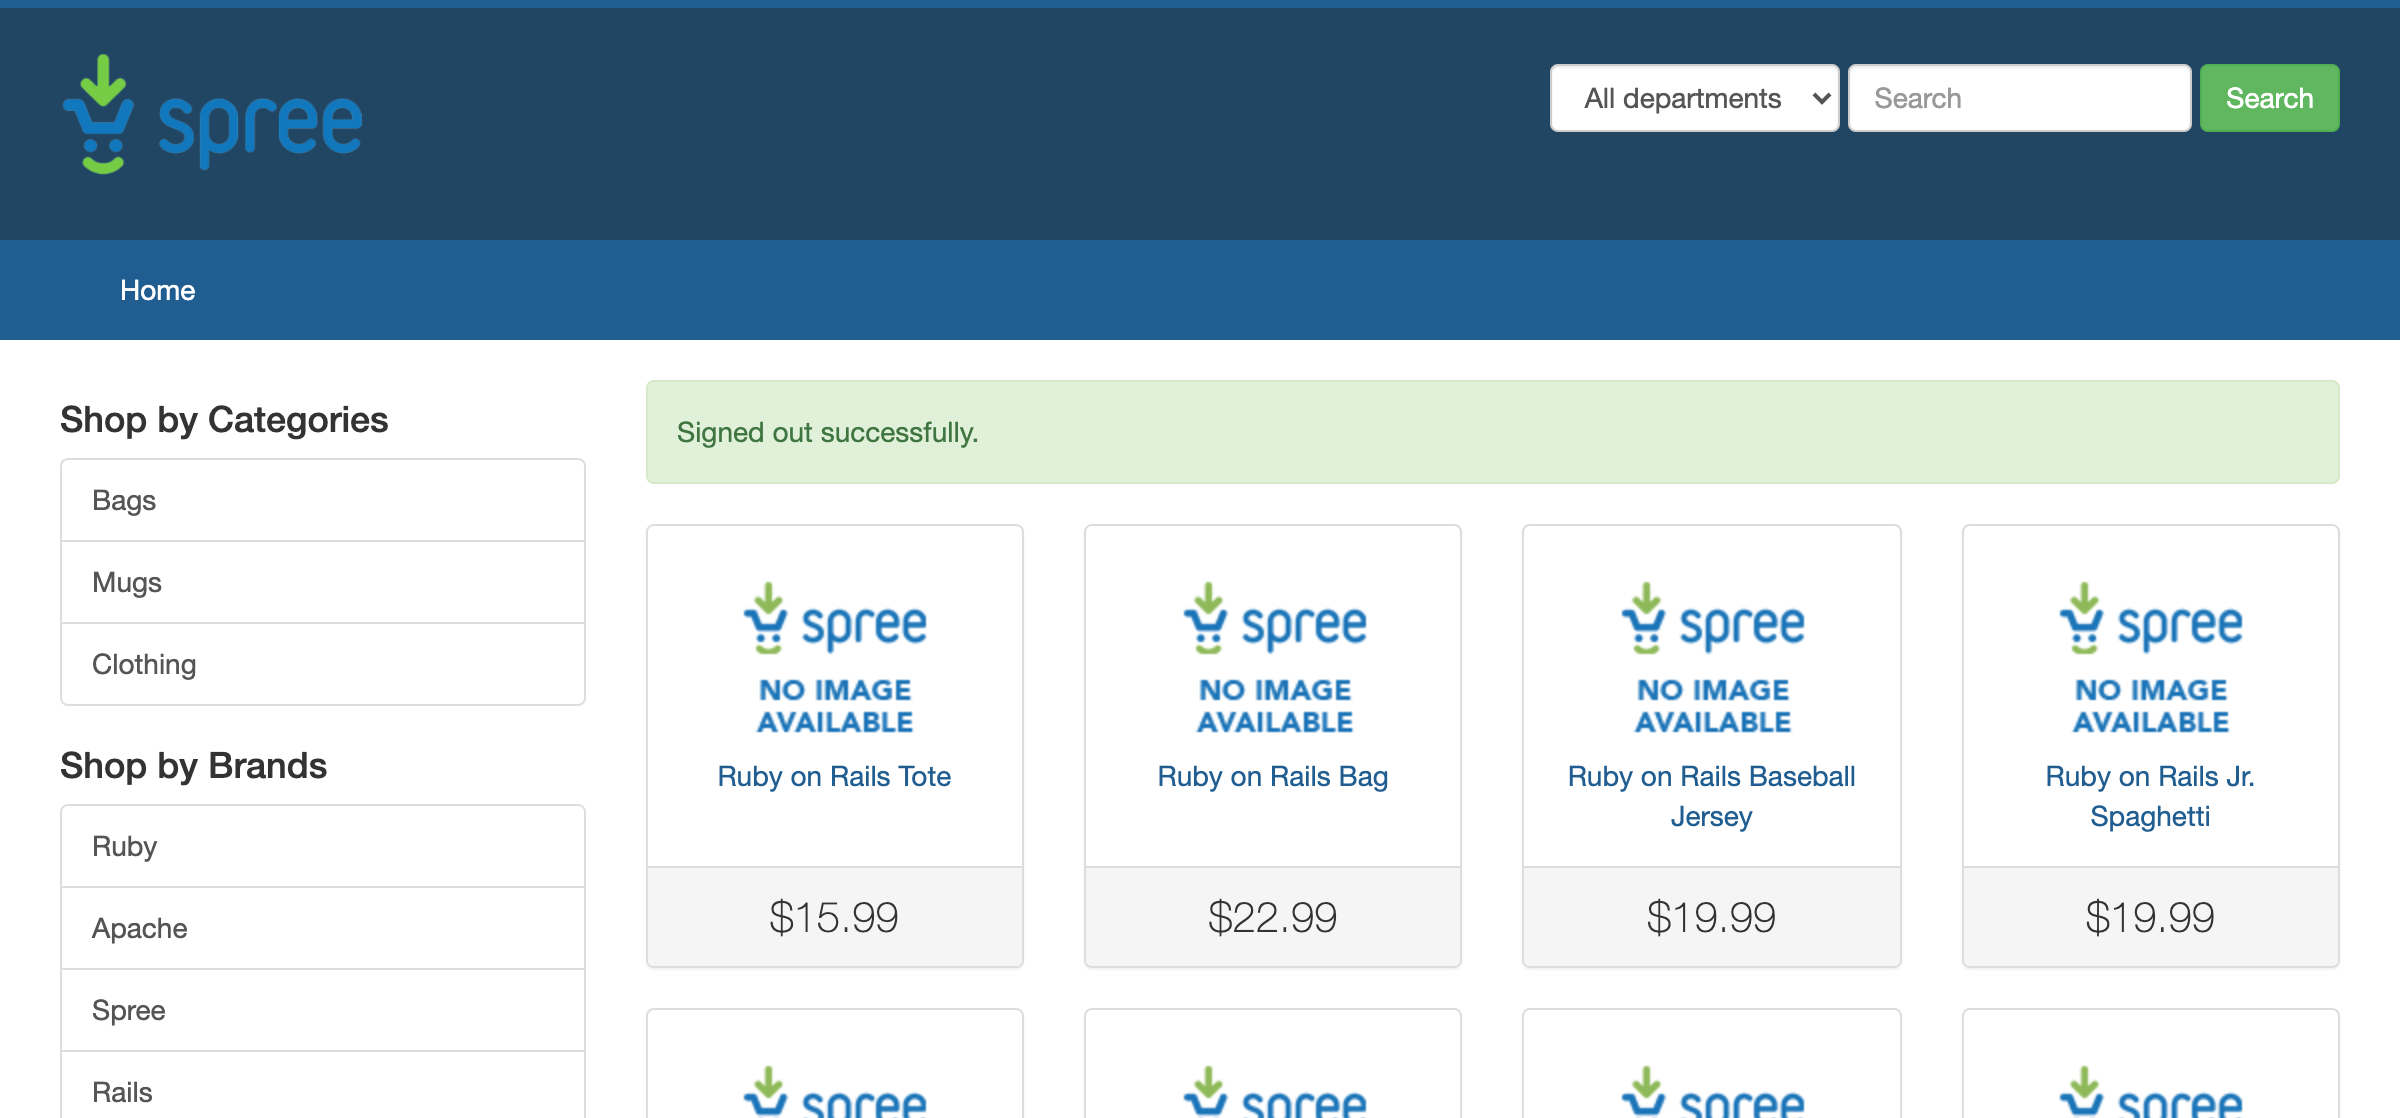 spree
All departments
Search
Search
Home
Shop by Categories
Bags
Mugs
Clothing
Shop by Brands
Ruby
Apache
Spree
Rails
Signed out successfully.
spree
NO IMAGE
AVAILABLE
Ruby on Rails Tote
$15.99
spree
NO IMAGE
AVAILABLE
Ruby on Rails Bag
$22.99
spree
NO IMAGE
AVAILABLE
Ruby on Rails Baseball
Jersey
$19.99
spree
NO IMAGE
AVAILABLE
Ruby on Rails Jr.
Spaghetti
$19.99
spree
spree
spree
spree